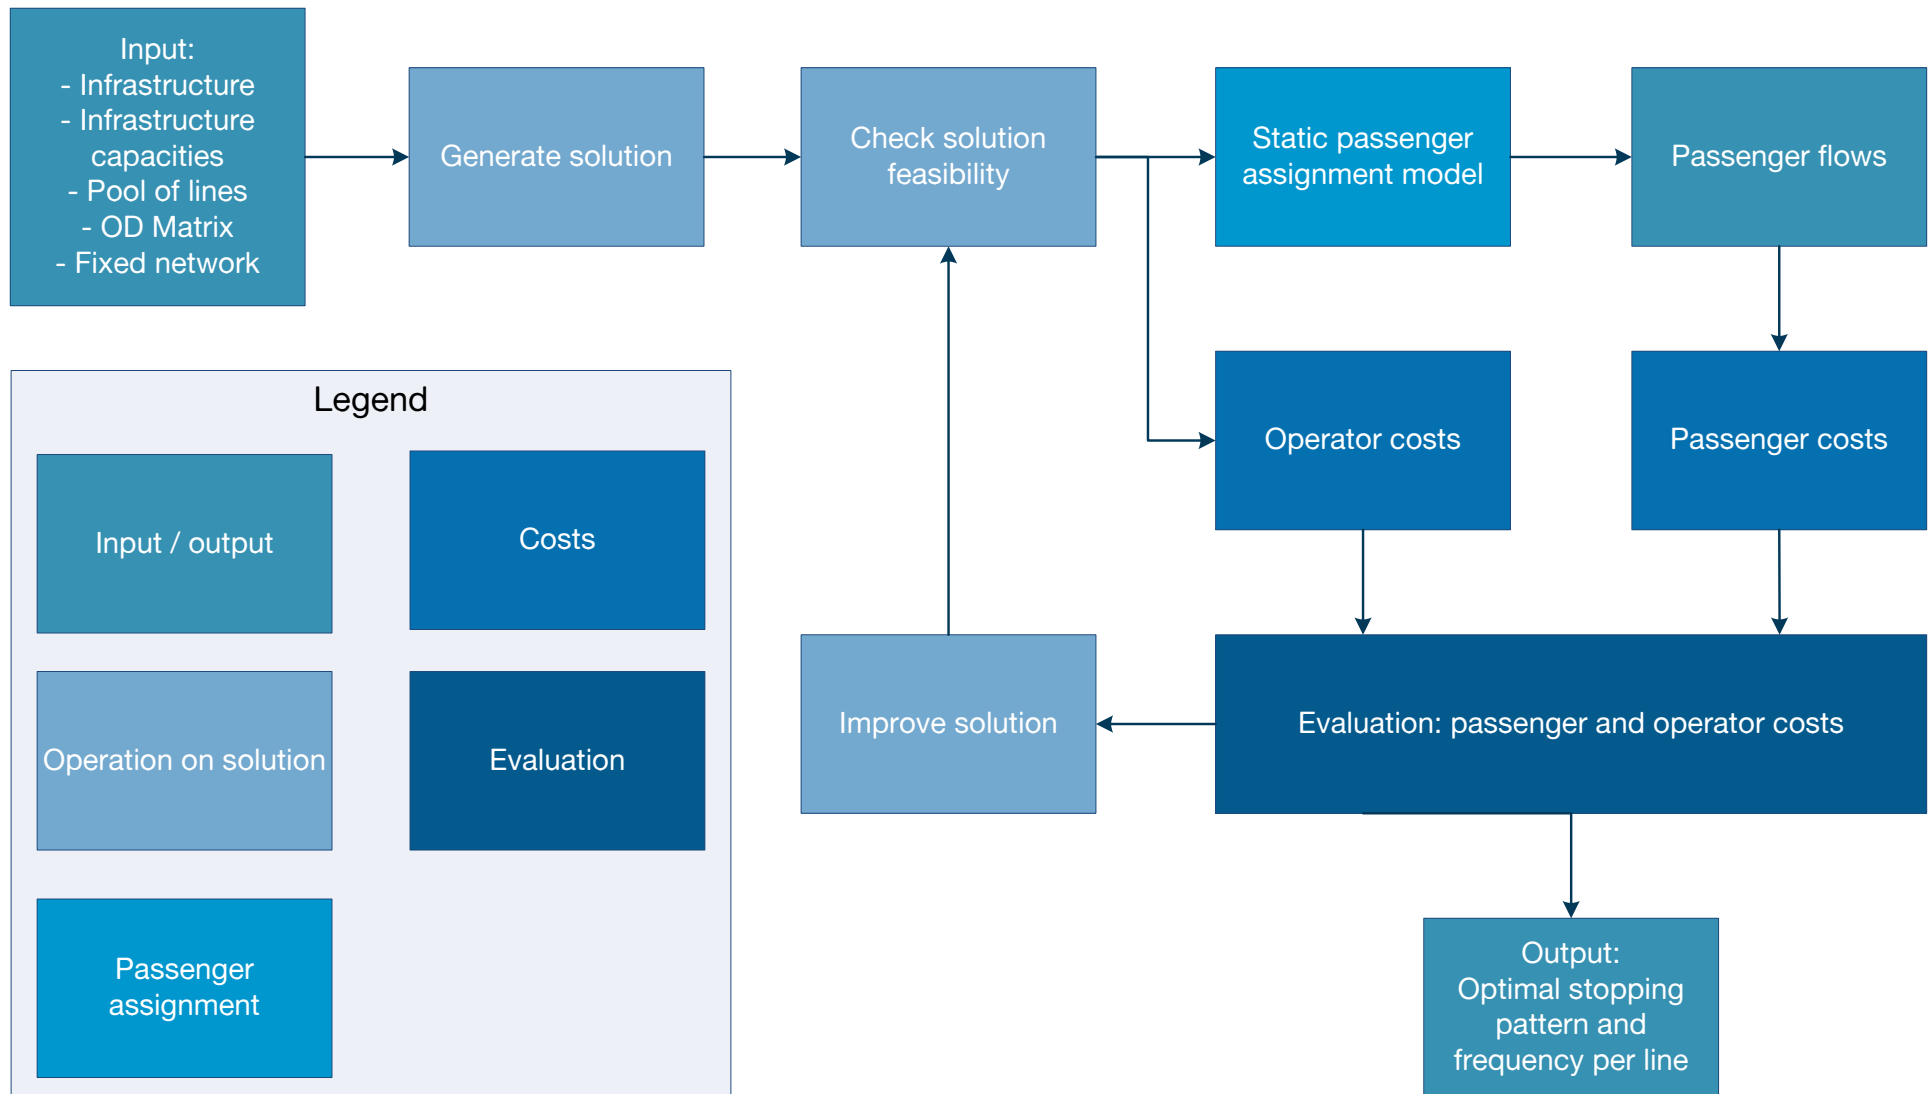 Input:
- Infrastructure
- Infrastructure
capacities
- Pool of lines
- OD Matrix
- Fixed network
Generate solution
Check solution
feasibility
Static passenger
assignment model
Passenger flows
Operator costs
Passenger costs
Improve solution
Evaluation: passenger and operator costs
Output:
Optimal stopping
pattern and
frequency per line
Legend
Input / output
Costs
Operation on solution
Evaluation
Passenger
assignment